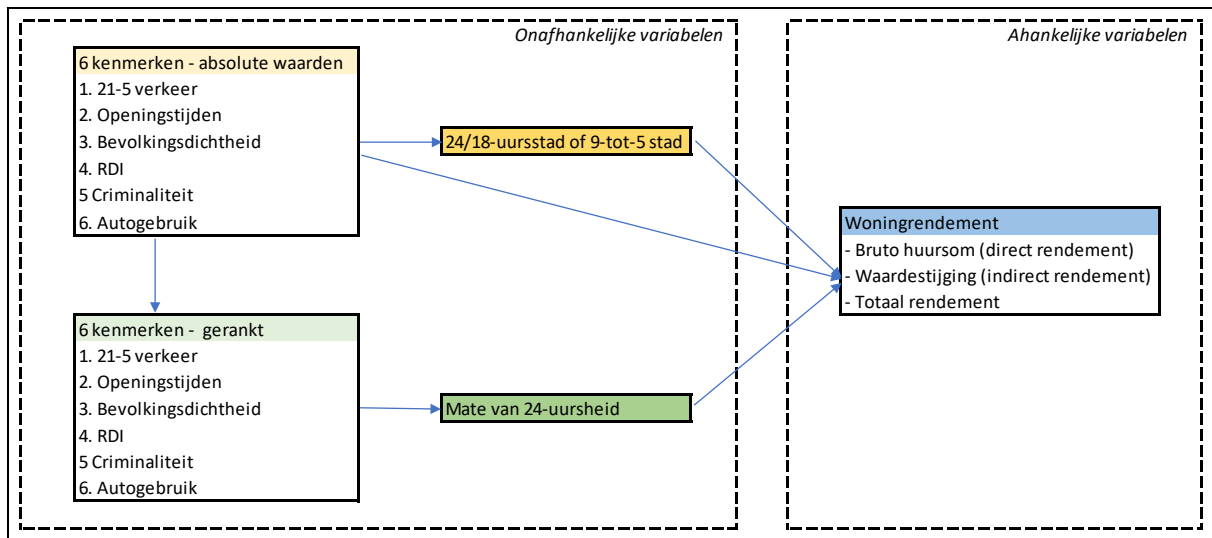 Onafhankelijke variabelen
6 kenmerken - absolute waarden
1. 21-5 verkeer
2. Openingstijden
3. Bevolkingsdichtheid
4. RDI
5 Criminaliteit
6. Autogebruik
24/18-uursstad of 9-tot-5 stad
6 kenmerken - gerankt
1. 21-5 verkeer
2. Openingstijden
3. Bevolkingsdichtheid
4. RDI
5 Criminaliteit
6. Autogebruik
Mate van 24-uursheid
Ahankelijke variabelen
Woningrendement
- Bruto huursom (direct rendement)
- Waardestijging (indirect rendement)
- Totaal rendement